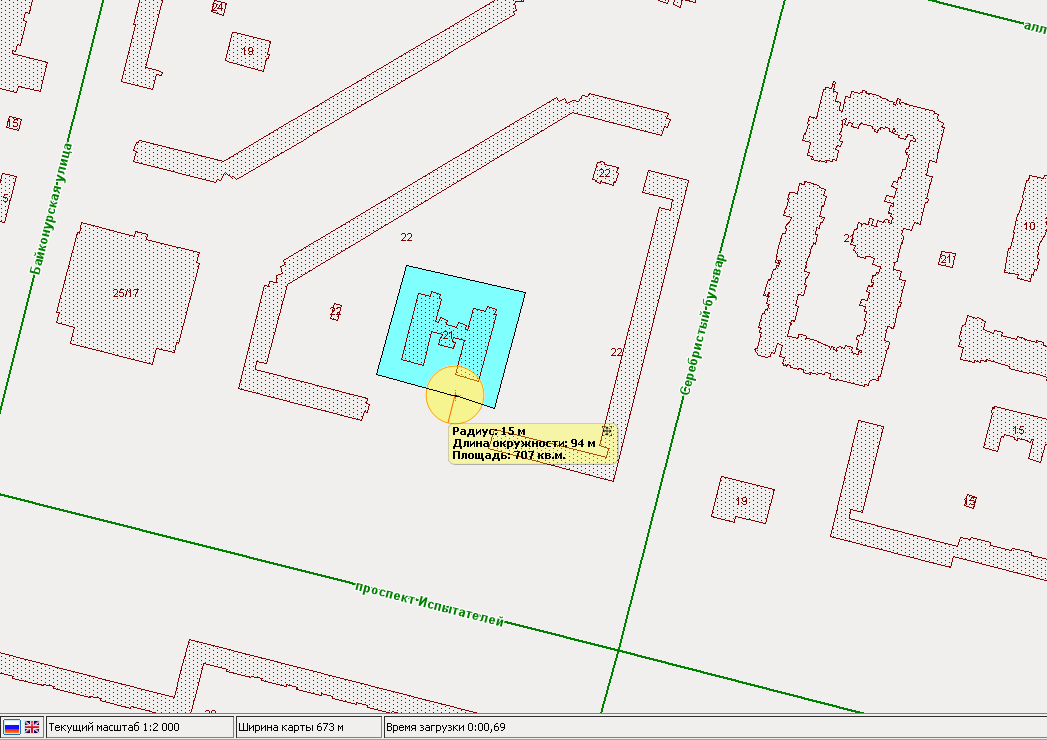 24
19
алл
15
22
5
Байконурская улица
22
10
21
25/17
22
21
22
Серебристый бульвар
15
Радиус: 15 м
Длина окружности: 94 м
Площадь: 707 кв.м.
19
проспект Испытателей
Текущий масштаб 1:2 000
Ширина карты 673 м
Время загрузки 0:00,69